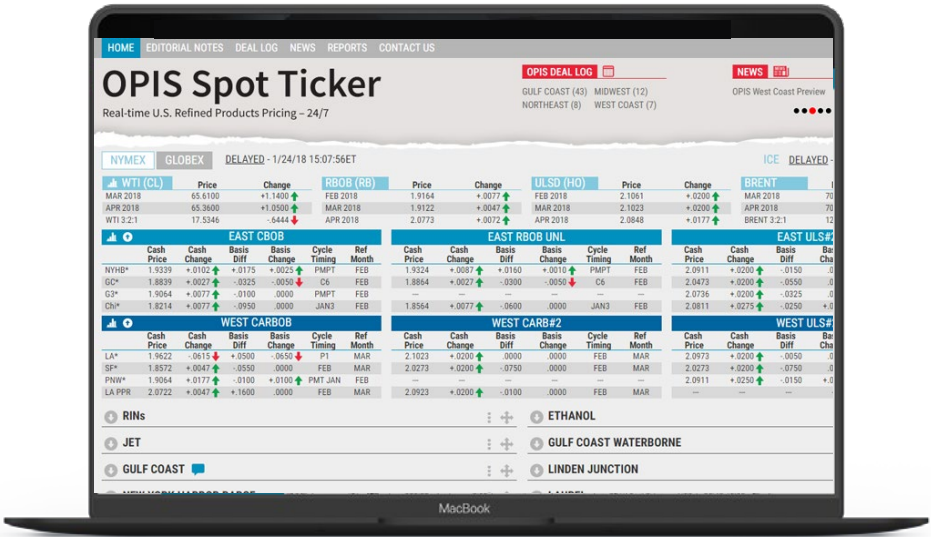 HOME EDITORIAL NOTES DEAL LOG NEWS REPORTS CONTACT US
OPIS Spot Ticker
Real-time U.S. Refined Products Pricing – 24/7
OPIS DEAL LOG
GULF COAST (43) MIDWEST (12)
NORTHEAST (8) WEST COAST (7)
NEWS
OPIS West Coast Preview
NYMEX GLOBEX DELAYED - 1/24/18 15:07:56ET ICE DELAYED -
WTI (CL) Price Change RBOB (RB) Price Change ULSD (HO) Price Change BRENT
MAR 2018 65.6100 +1.1400 FEB 2018 1.9164 +.0077 FEB 2018 2.1061 +.0200 MAR 2018 70
APR 2018 65.3600 +1.0500 MAR 2018 1.9122 +.0047 MAR 2018 2.1023 +.0200 APR 2018 70
WTI 3:2:1 17.5346 -.6444 APR 2018 2.0773 +.0072 APR 2018 2.0848 +.0177 BRENT 3:2:1 12
EAST CBOB EAST RBOB UNL EAST ULS#2
Cash Price Cash Change Basis Diff Basis Change Cycle Timing Ref Month Cash Price Cash Change Basis Diff Basis Change Cycle Timing Ref Month Cash Price Cash Change Basis Diff
NYHB* 1.9339 +.0102 +.0175 +.0025 PMPT FEB 1.9324 +.0087 +.0160 +.0010 PMPT FEB 2.0911 +.0200 -.0150 .0
GC* 1.8839 +.0027 -.0325 -.0050 C6 FEB 1.8864 +.0027 -.0300 -.0050 C6 FEB 2.0473 +.0200 -.0550 .0
G3* 1.9064 +.0077 -.0100 .0000 PMPT FEB -- -- -- -- -- -- 2.0736 +.0200 -.0325 .0
Chi* 1.8214 +.0077 -.0950 .0000 JAN3 FEB 1.8564 +.0077 -.0600 .0000 JAN3 FEB 2.0811 +.0275 -.0250 +.0
WEST CARBOB WEST CARB#2 WEST ULS#
Cash Price Cash Change Basis Diff Basis Change Cycle Timing Ref Month Cash Price Cash Change Basis Diff Basis Change Cycle Timing Ref Month Cash Price Cash Change Basis Diff
LA* 1.9622 -.0615 +.0500 -.0650 P1 MAR 2.1023 +.0200 .0000 .0000 FEB MAR 2.0973 +.0200 -.0050 .0
SF* 1.8572 +.0047 -.0550 .0000 FEB MAR 2.0273 +.0200 -.0750 .0000 FEB MAR 2.0273 +.0200 -.0750 .0
PNW* 1.9064 +.0177 -.0100 +.0100 PMT JAN FEB -- -- -- -- -- -- 2.0911 +.0250 -.0150 +.0
LA PPR 2.0722 +.0047 +.1600 .0000 FEB MAR 2.0923 +.0200 -.0100 .0000 FEB MAR -- -- --
RINs ETHANOL
JET GULF COAST WATERBORNE
GULF COAST LINDEN JUNCTION
MacBook